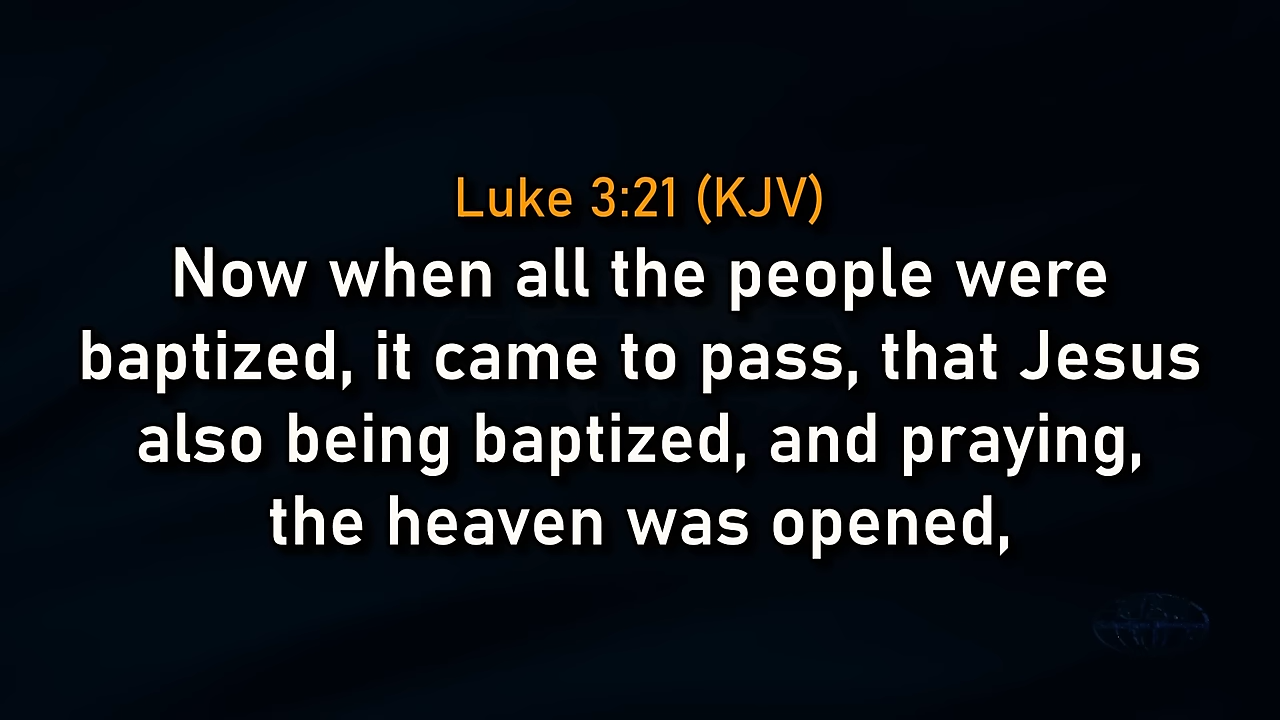 Luke 3:21 (KJV)
Now when all the people were
baptized, it came to pass, that Jesus
also being baptized, and praying,
the heaven was opened,